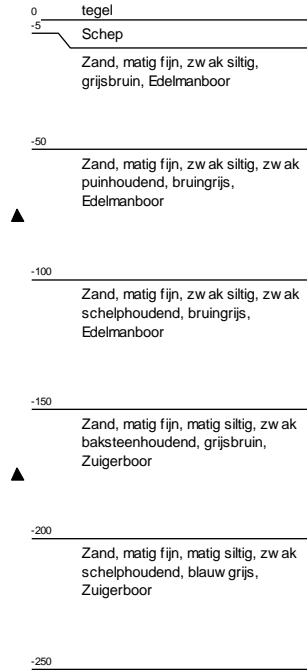 0 tegel
-5 Schep
Zand, matig fijn, zwak siltig,
grijsbruin, Edelmanboor
-50
Zand, matig fijn, zwak siltig, zwak
puinhoudend, bruingrijs,
Edelmanboor
-100
Zand, matig fijn, zwak siltig, zwak
schelphoudend, bruingrijs,
Edelmanboor
-150
Zand, matig fijn, matig siltig, zwak
baksteenhoudend, grijsbruin,
Zuigerboor
-200
Zand, matig fijn, matig siltig, zwak
schelphoudend, blauwgrijs,
Zuigerboor
-250